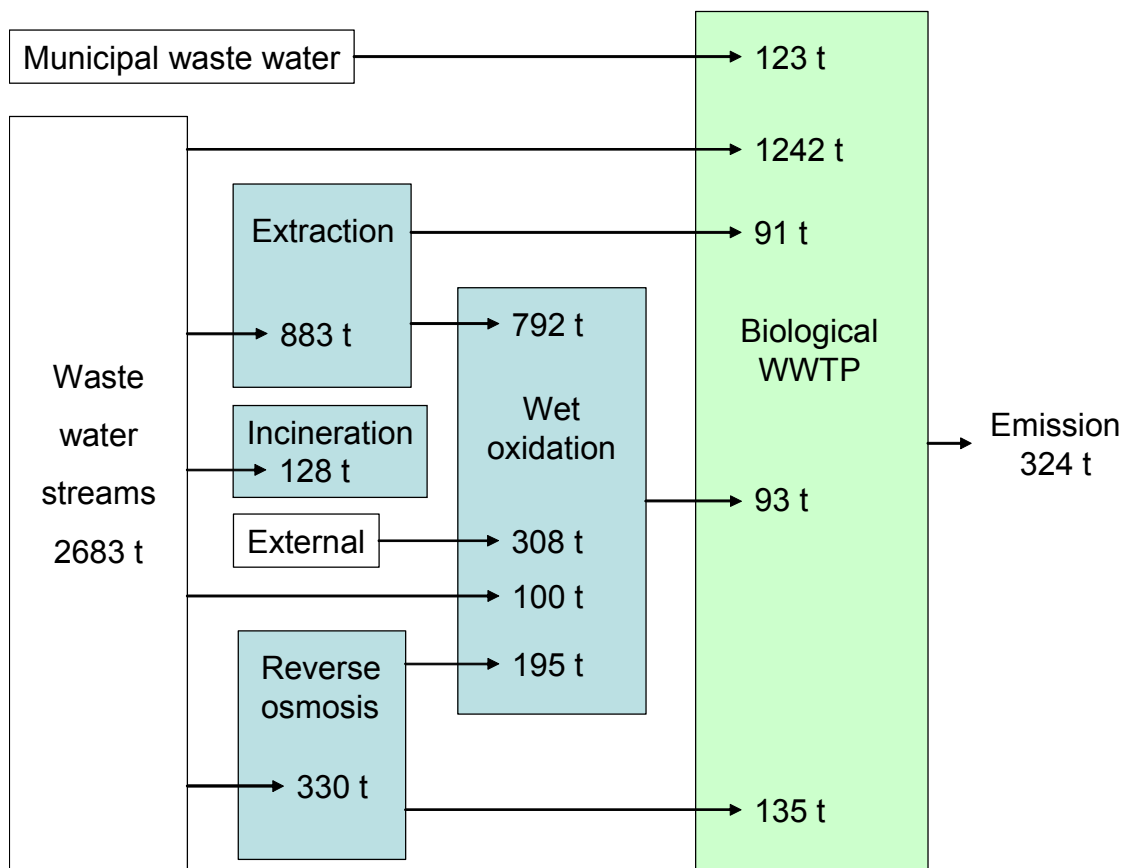 Municipal waste water
123 t
1242 t
Extraction
91 t
883 t
792 t
Biological
WWTP
Waste
water
streams
2683 t
Incineration
128 t
Wet
oxidation
Emission
324 t
93 t
External
308 t
100 t
Reverse
osmosis
195 t
330 t
135 t